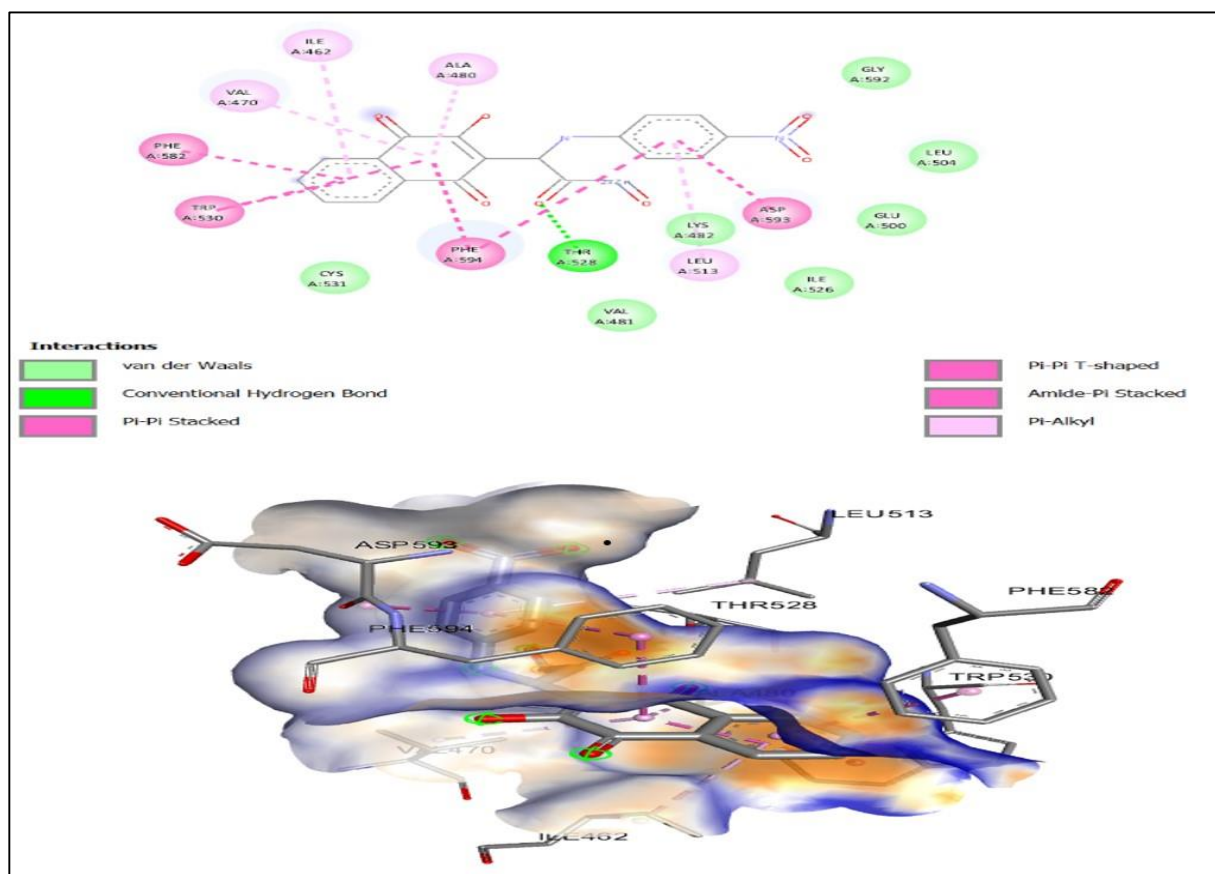 ILE
A:462
ALA
A:480
GLY
A:592
VAL
A:470
PHE
A:582
LEU
A:504
TRP
A:530
ASP
A:593
GLU
A:500
LYS
A:482
PHE
A:594
THR
A:528
LEU
A:513
CYS
A:531
ILE
A:526
VAL
A:481
Interactions
van der Waals
Conventional Hydrogen Bond
Pi-Pi Stacked
Pi-Pi T-shaped
Amide-Pi Stacked
Pi-Alkyl
LEU513
ASP593
PHE582
THR528
PHE594
TRP530
VAL470
ILE462